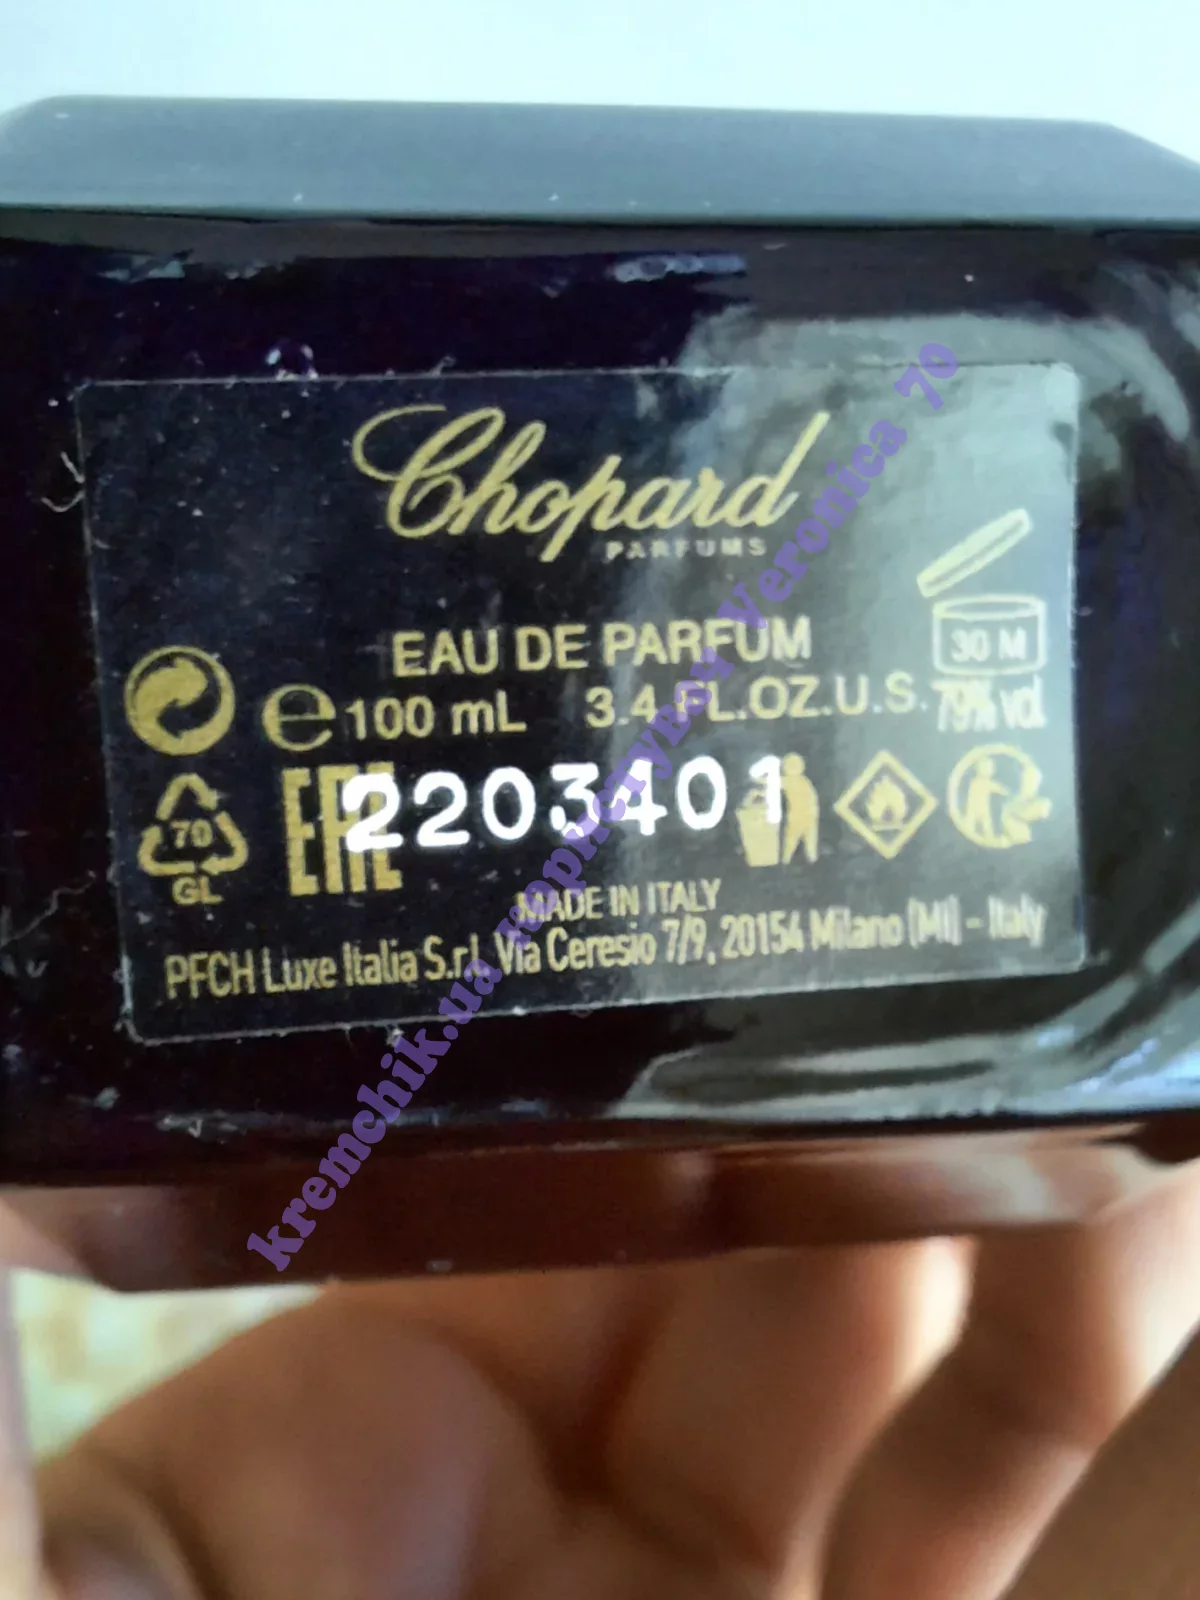 Chopard
PARFUMS
30 M
EAU DE PARFUM
e 100 mL 3.4 FL.OZ.U.S. 79% vol.
70
GL
EAC
2203401
MADE IN ITALY
PFCH Luxe Italia S.r.l. Via Ceresio 7/9, 20154 Milano (MI) - Italy
kremchik.ua Veronica 70